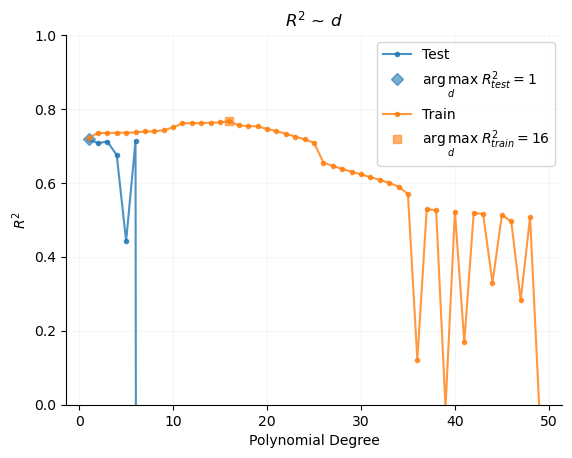 R² ~ d
Test
arg max R²test = 1
d
Train
arg max R²train = 16
d
R²
1.0
0.8
0.6
0.4
0.2
0.0
0 10 20 30 40 50
Polynomial Degree